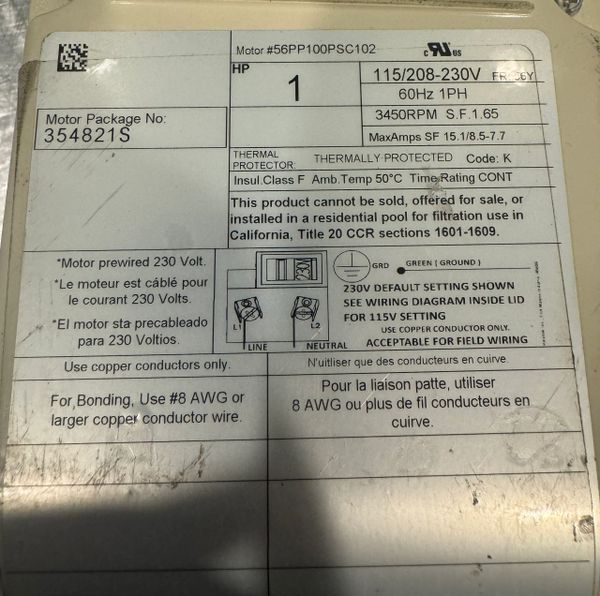 Motor #56PP100PSC102
c RU us
HP
1
115/208-230V
60Hz 1PH
3450RPM S.F.1.65
MaxAmps SF 15.1/8.5-7.7
Motor Package No:
354821S
THERMAL
PROTECTOR: THERMALLY PROTECTED Code: K
Insul.Class F Amb.Temp 50°C Time Rating CONT
This product cannot be sold, offered for sale, or
installed in a residential pool for filtration use in
California, Title 20 CCR sections 1601-1609.
*Motor prewired 230 Volt.
*Le moteur est câblé pour
le courant 230 Volts.
*El motor sta precableado
para 230 Voltios.
230V
GRD
GREEN ( GROUND )
L1
L2
LINE
NEUTRAL
230V DEFAULT SETTING SHOWN
SEE WIRING DIAGRAM INSIDE LID
FOR 115V SETTING
USE COPPER CONDUCTOR ONLY.
ACCEPTABLE FOR FIELD WIRING
Use copper conductors only.
N'uitliser que des conducteurs en cuirve.
For Bonding, Use #8 AWG or
larger copper conductor wire.
Pour la liaison patte, utiliser
8 AWG ou plus de fil conducteurs en
cuirve.